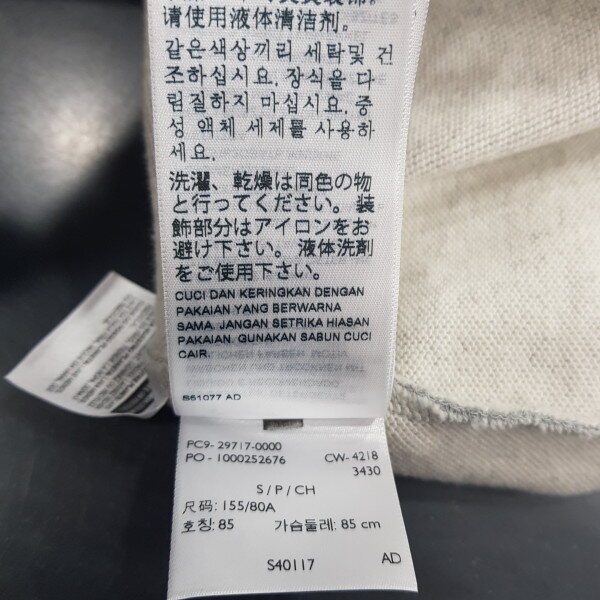 请使用液体清洁剂。
같은색상끼리 세탁및 건
조하십시요. 장식을 다
림질하지 마십시요. 중
성 액체 세제를 사용하
세요.
洗濯、乾燥は同色の物
と行ってください。装
飾部分はアイロンをお
避け下さい。液体洗剤
をご使用下さい。
CUCI DAN KERINGKAN DENGAN
PAKAIAN YANG BERWARNA
SAMA. JANGAN SETRIKA HIASAN
PAKAIAN. GUNAKAN SABUN CUCI
CAIR.
S61077 AD
PC9- 29717-0000
PO - 1000252676 CW- 4218
3430
S / P / CH
尺码: 155/80A
호칭: 85 가슴둘레: 85 cm
S40117 AD